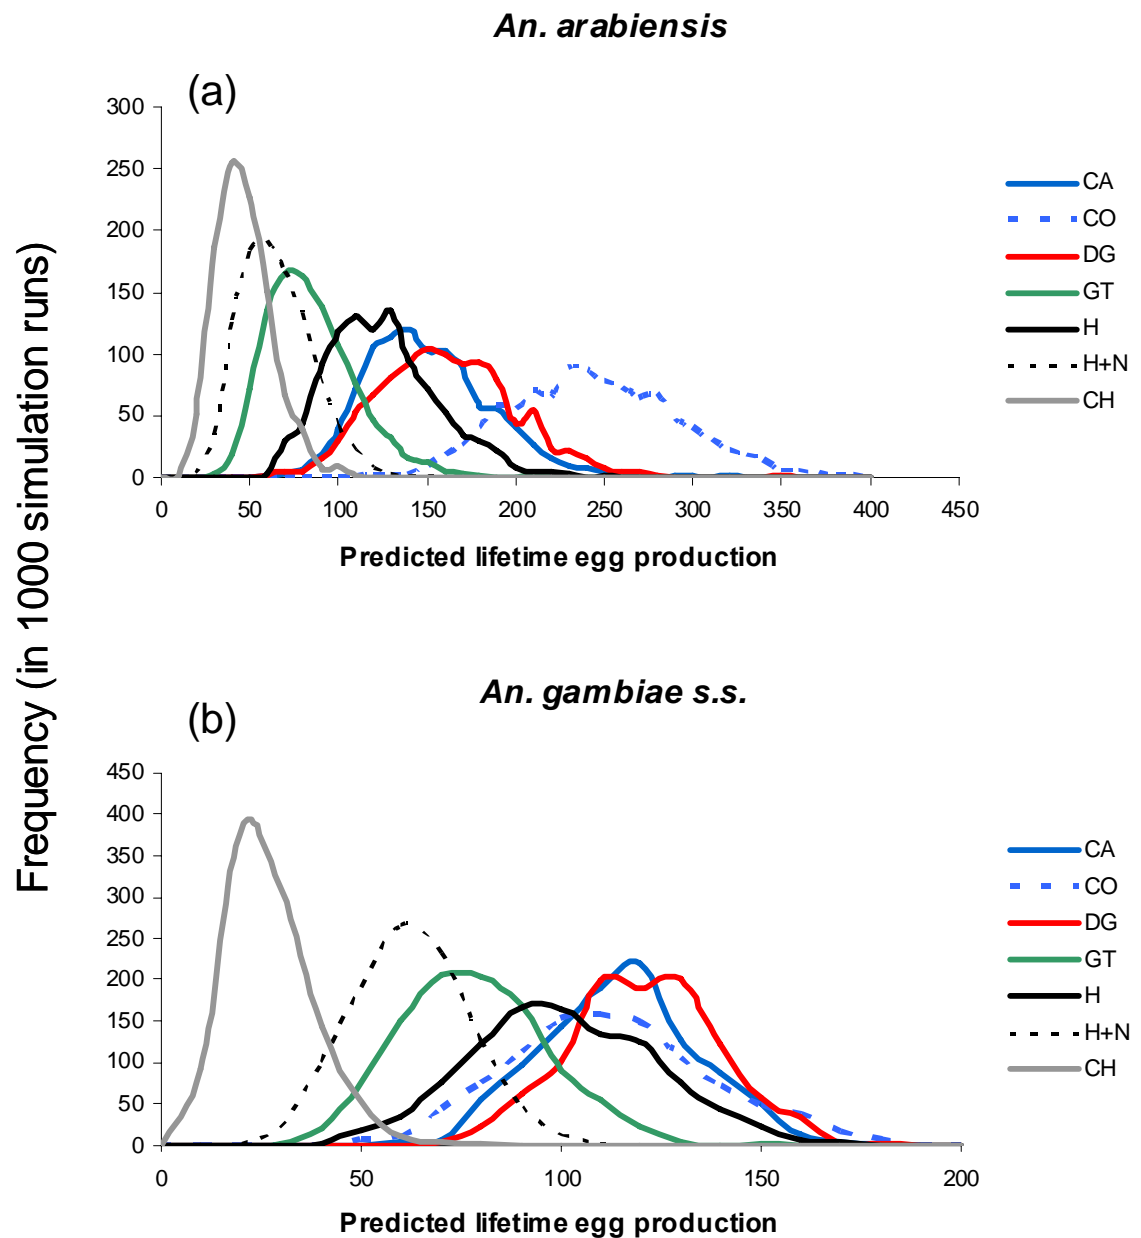 An. arabiensis
(a)
300
250
200
150
100
50
0
0 50 100 150 200 250 300 350 400 450
Predicted lifetime egg production
CA
CO
DG
GT
H
H+N
CH
Frequency (in 1000 simulation runs)
An. gambiae s.s.
(b)
450
400
350
300
250
200
150
100
50
0
0 50 100 150 200
Predicted lifetime egg production
CA
CO
DG
GT
H
H+N
CH